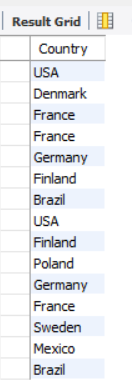 Result Grid
Country
USA
Denmark
France
France
Germany
Finland
Brazil
USA
Finland
Poland
Germany
France
Sweden
Mexico
Brazil